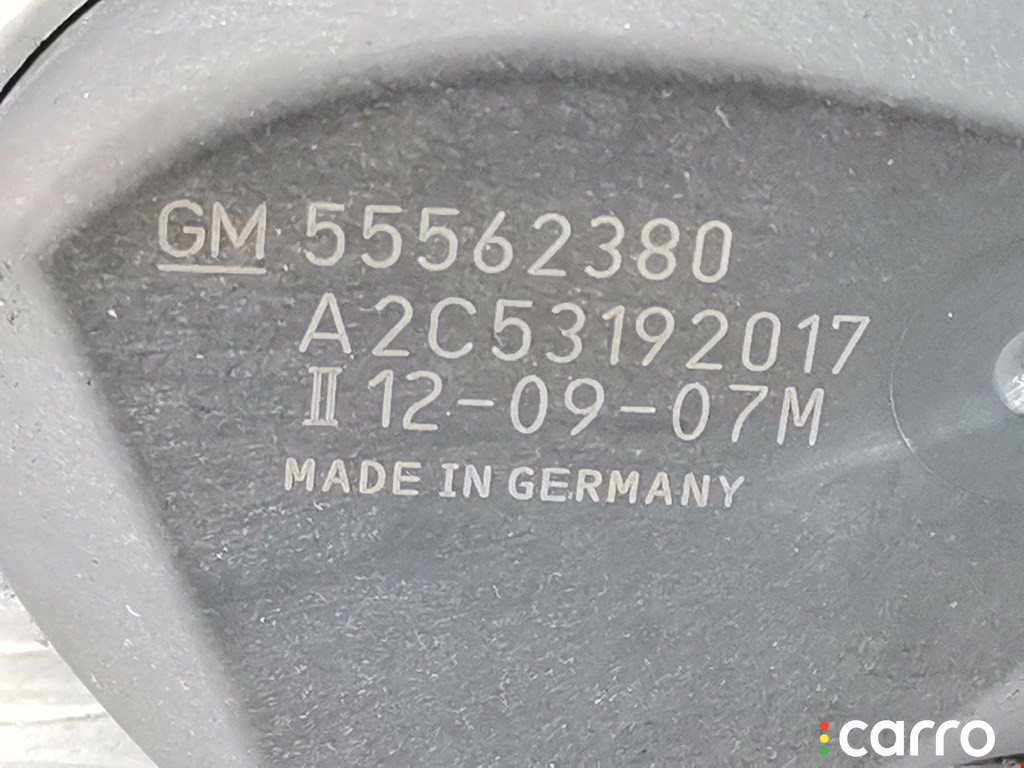 GM 55562380
A2C53192017
II 12-09-07M
MADE IN GERMANY
carro